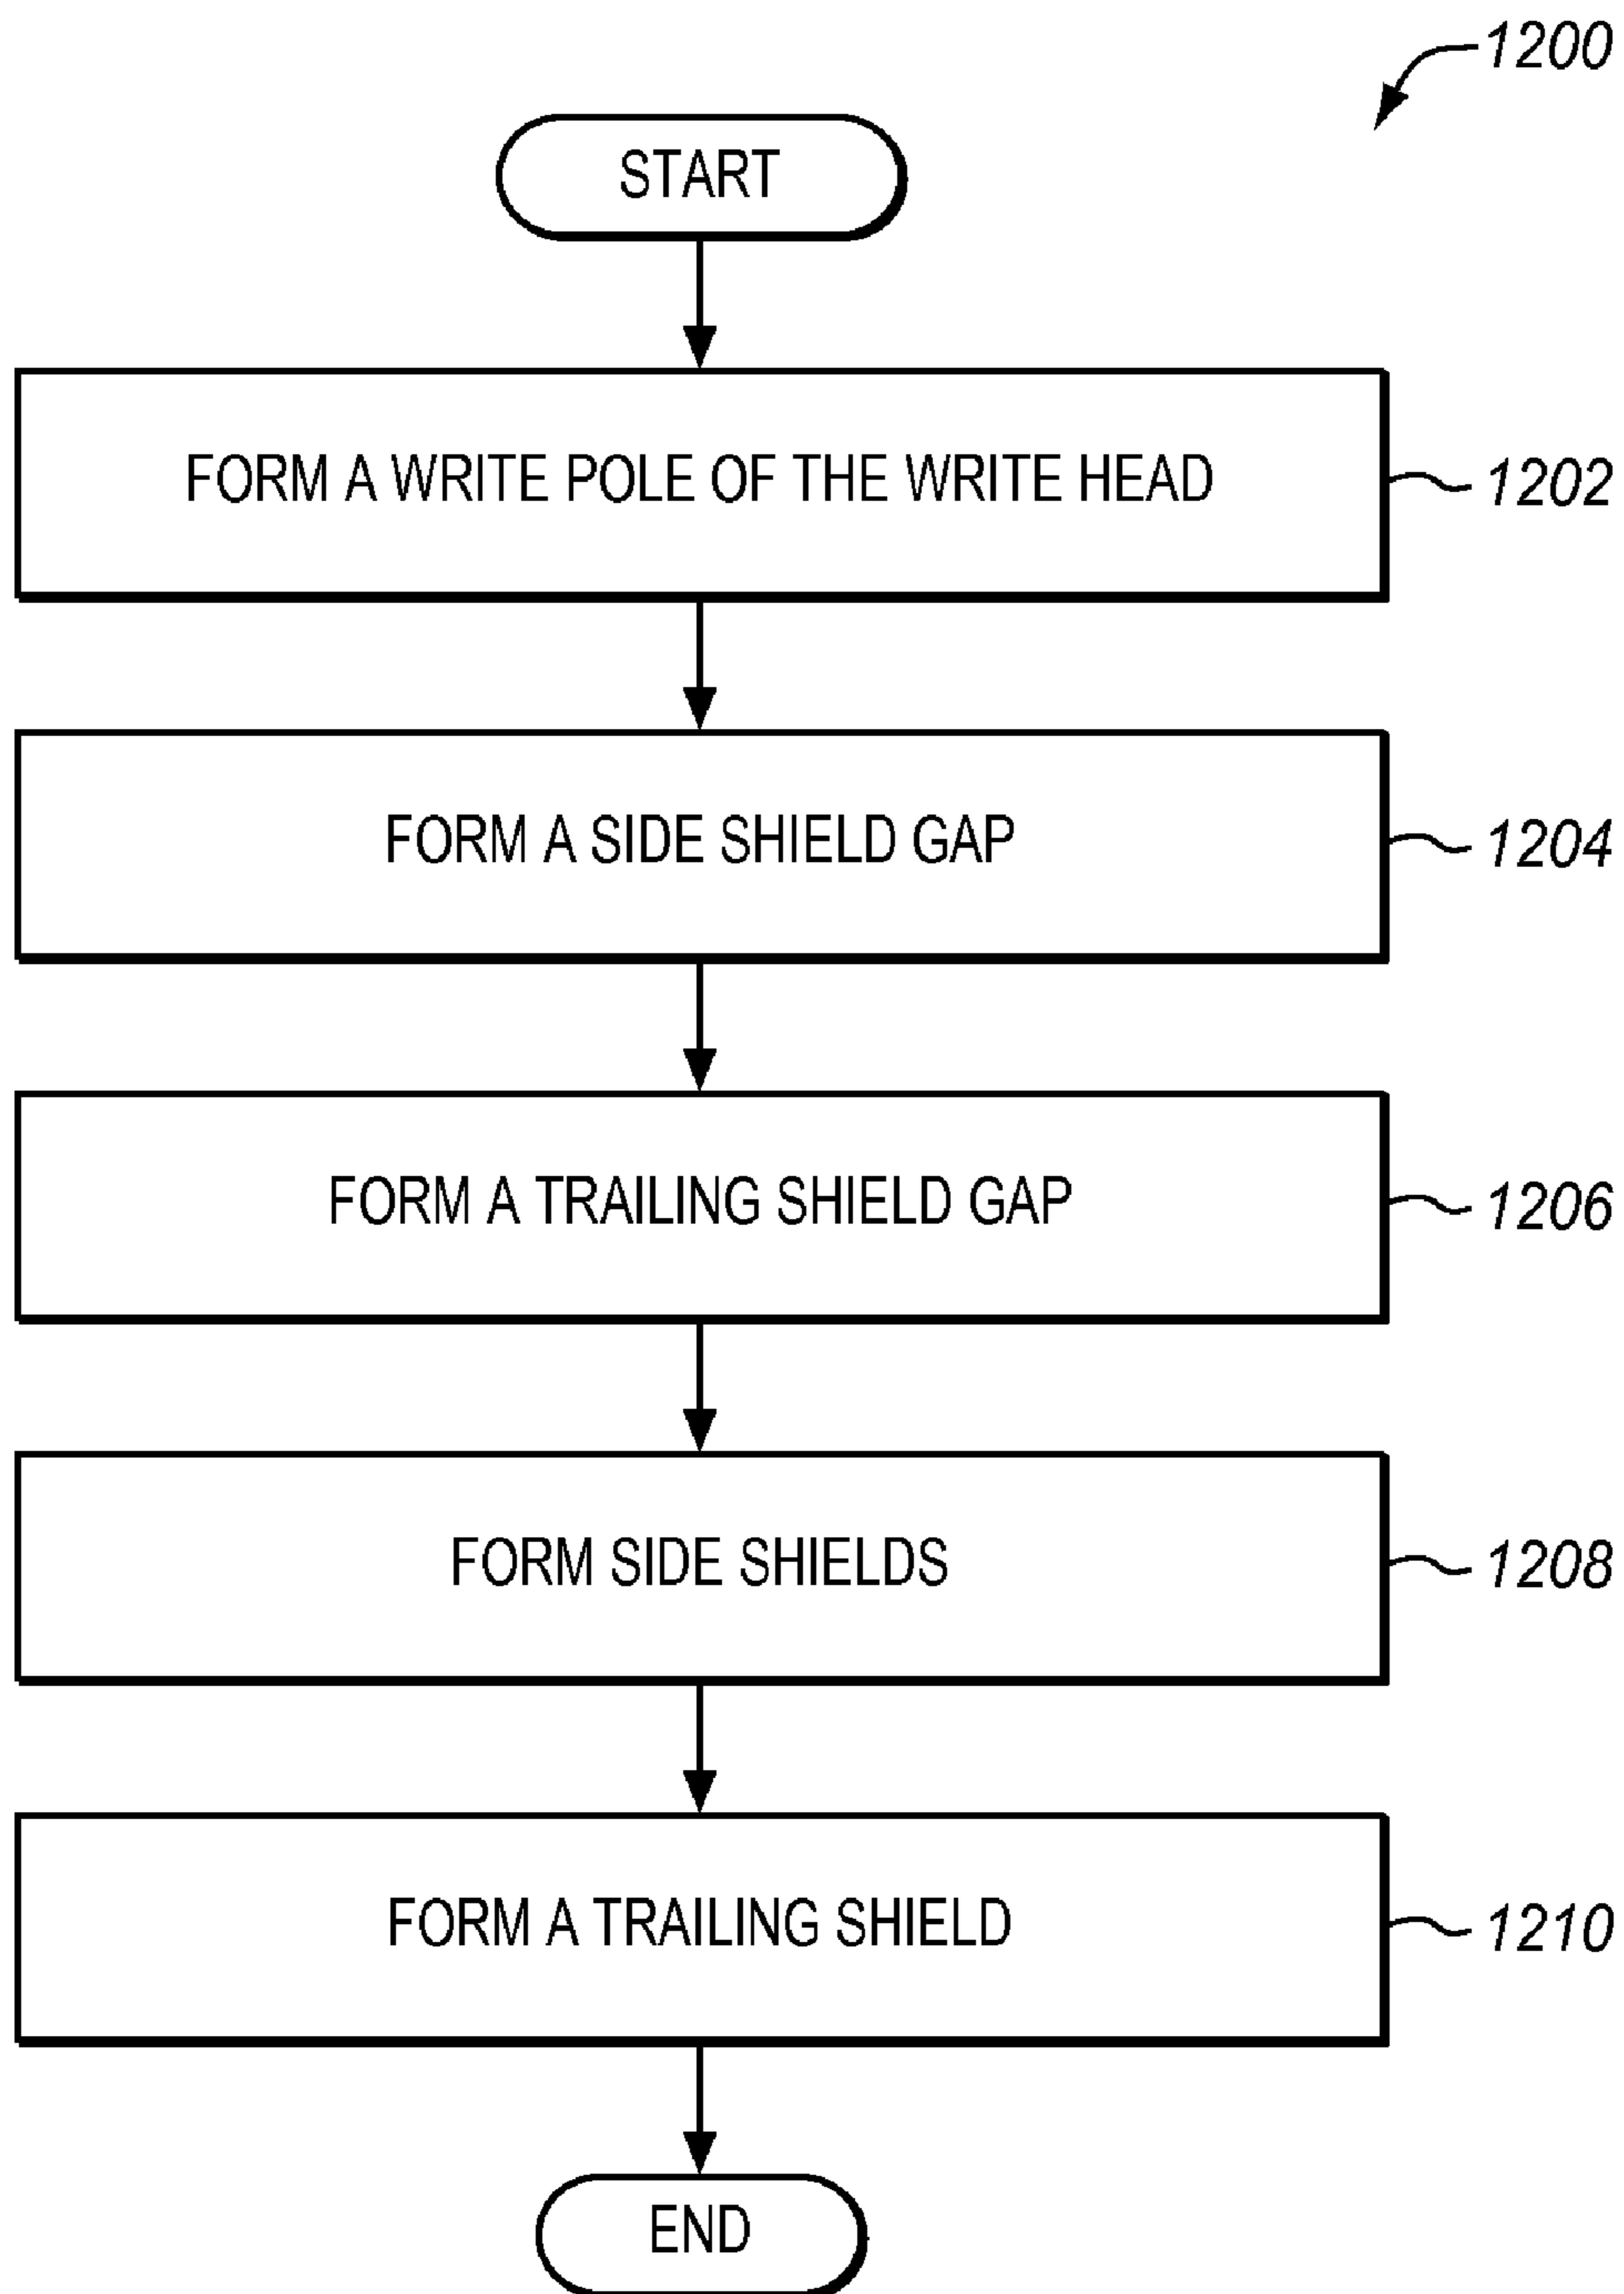 1200
START
FORM A WRITE POLE OF THE WRITE HEAD
1202
FORM A SIDE SHIELD GAP
1204
FORM A TRAILING SHIELD GAP
1206
FORM SIDE SHIELDS
1208
FORM A TRAILING SHIELD
1210
END